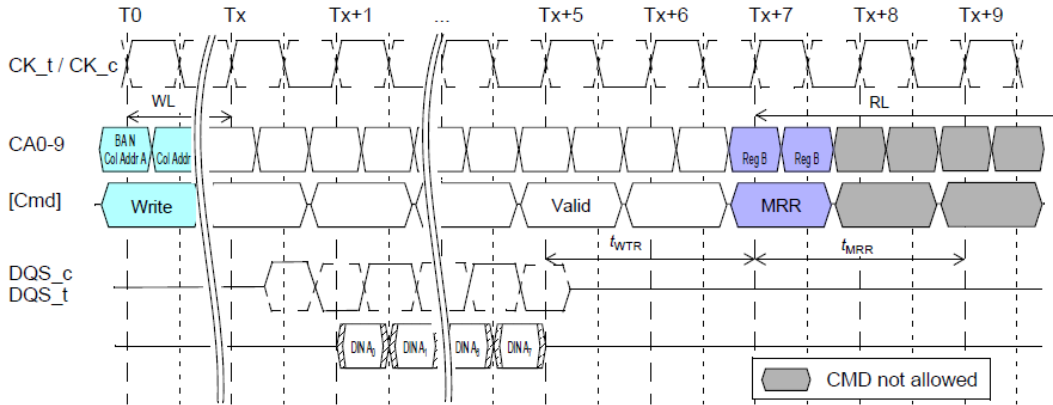 T0 Tx Tx+1 ... Tx+5 Tx+6 Tx+7 Tx+8 Tx+9
CK_t / CK_c
WL RL
CA0-9 BAN Col Addr A Col Addr Reg B Reg B
[Cmd] Write Valid MRR
tWTR tMRR
DQS_c
DQS_t
DIN A0 DIN A1 DIN A6 DIN A7
CMD not allowed